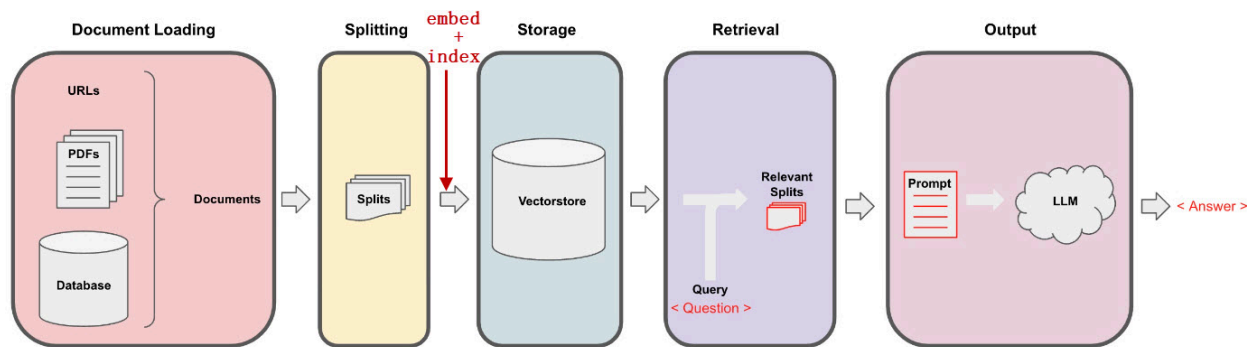 Document Loading
Splitting
embed
+
index
Storage
Retrieval
Output
URLs
PDFs
Database
Documents
Splits
Vectorstore
Relevant
Splits
Query
< Question >
Prompt
LLM
< Answer >